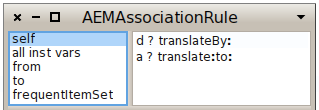 AEMAssociationRule
self
all inst vars
from
to
frequentItemSet
d ? translateBy:
a ? translate:to: